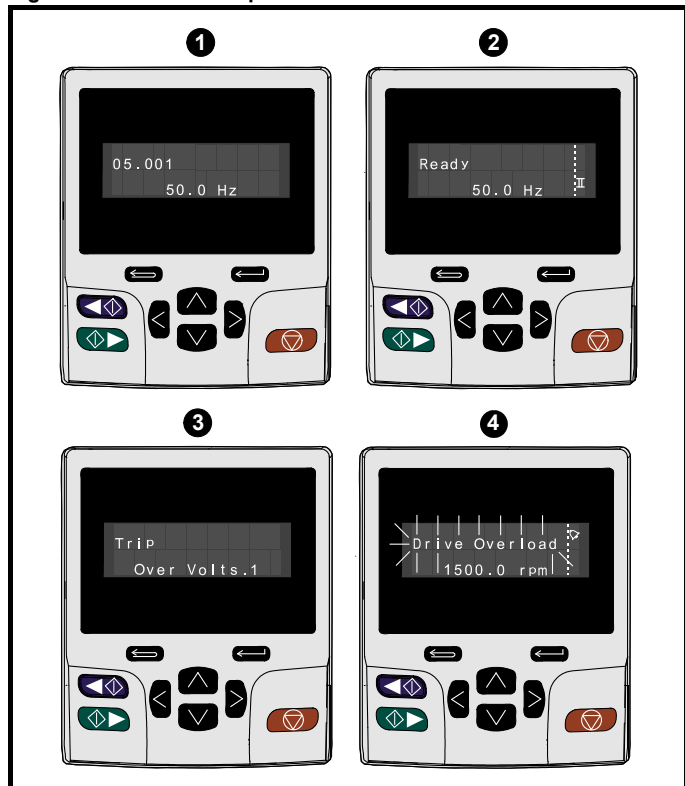 1
2
05.001
50.0 Hz
Ready
50.0 Hz
3
4
Trip
Over Volts.1
Drive Overload
1500.0 rpm